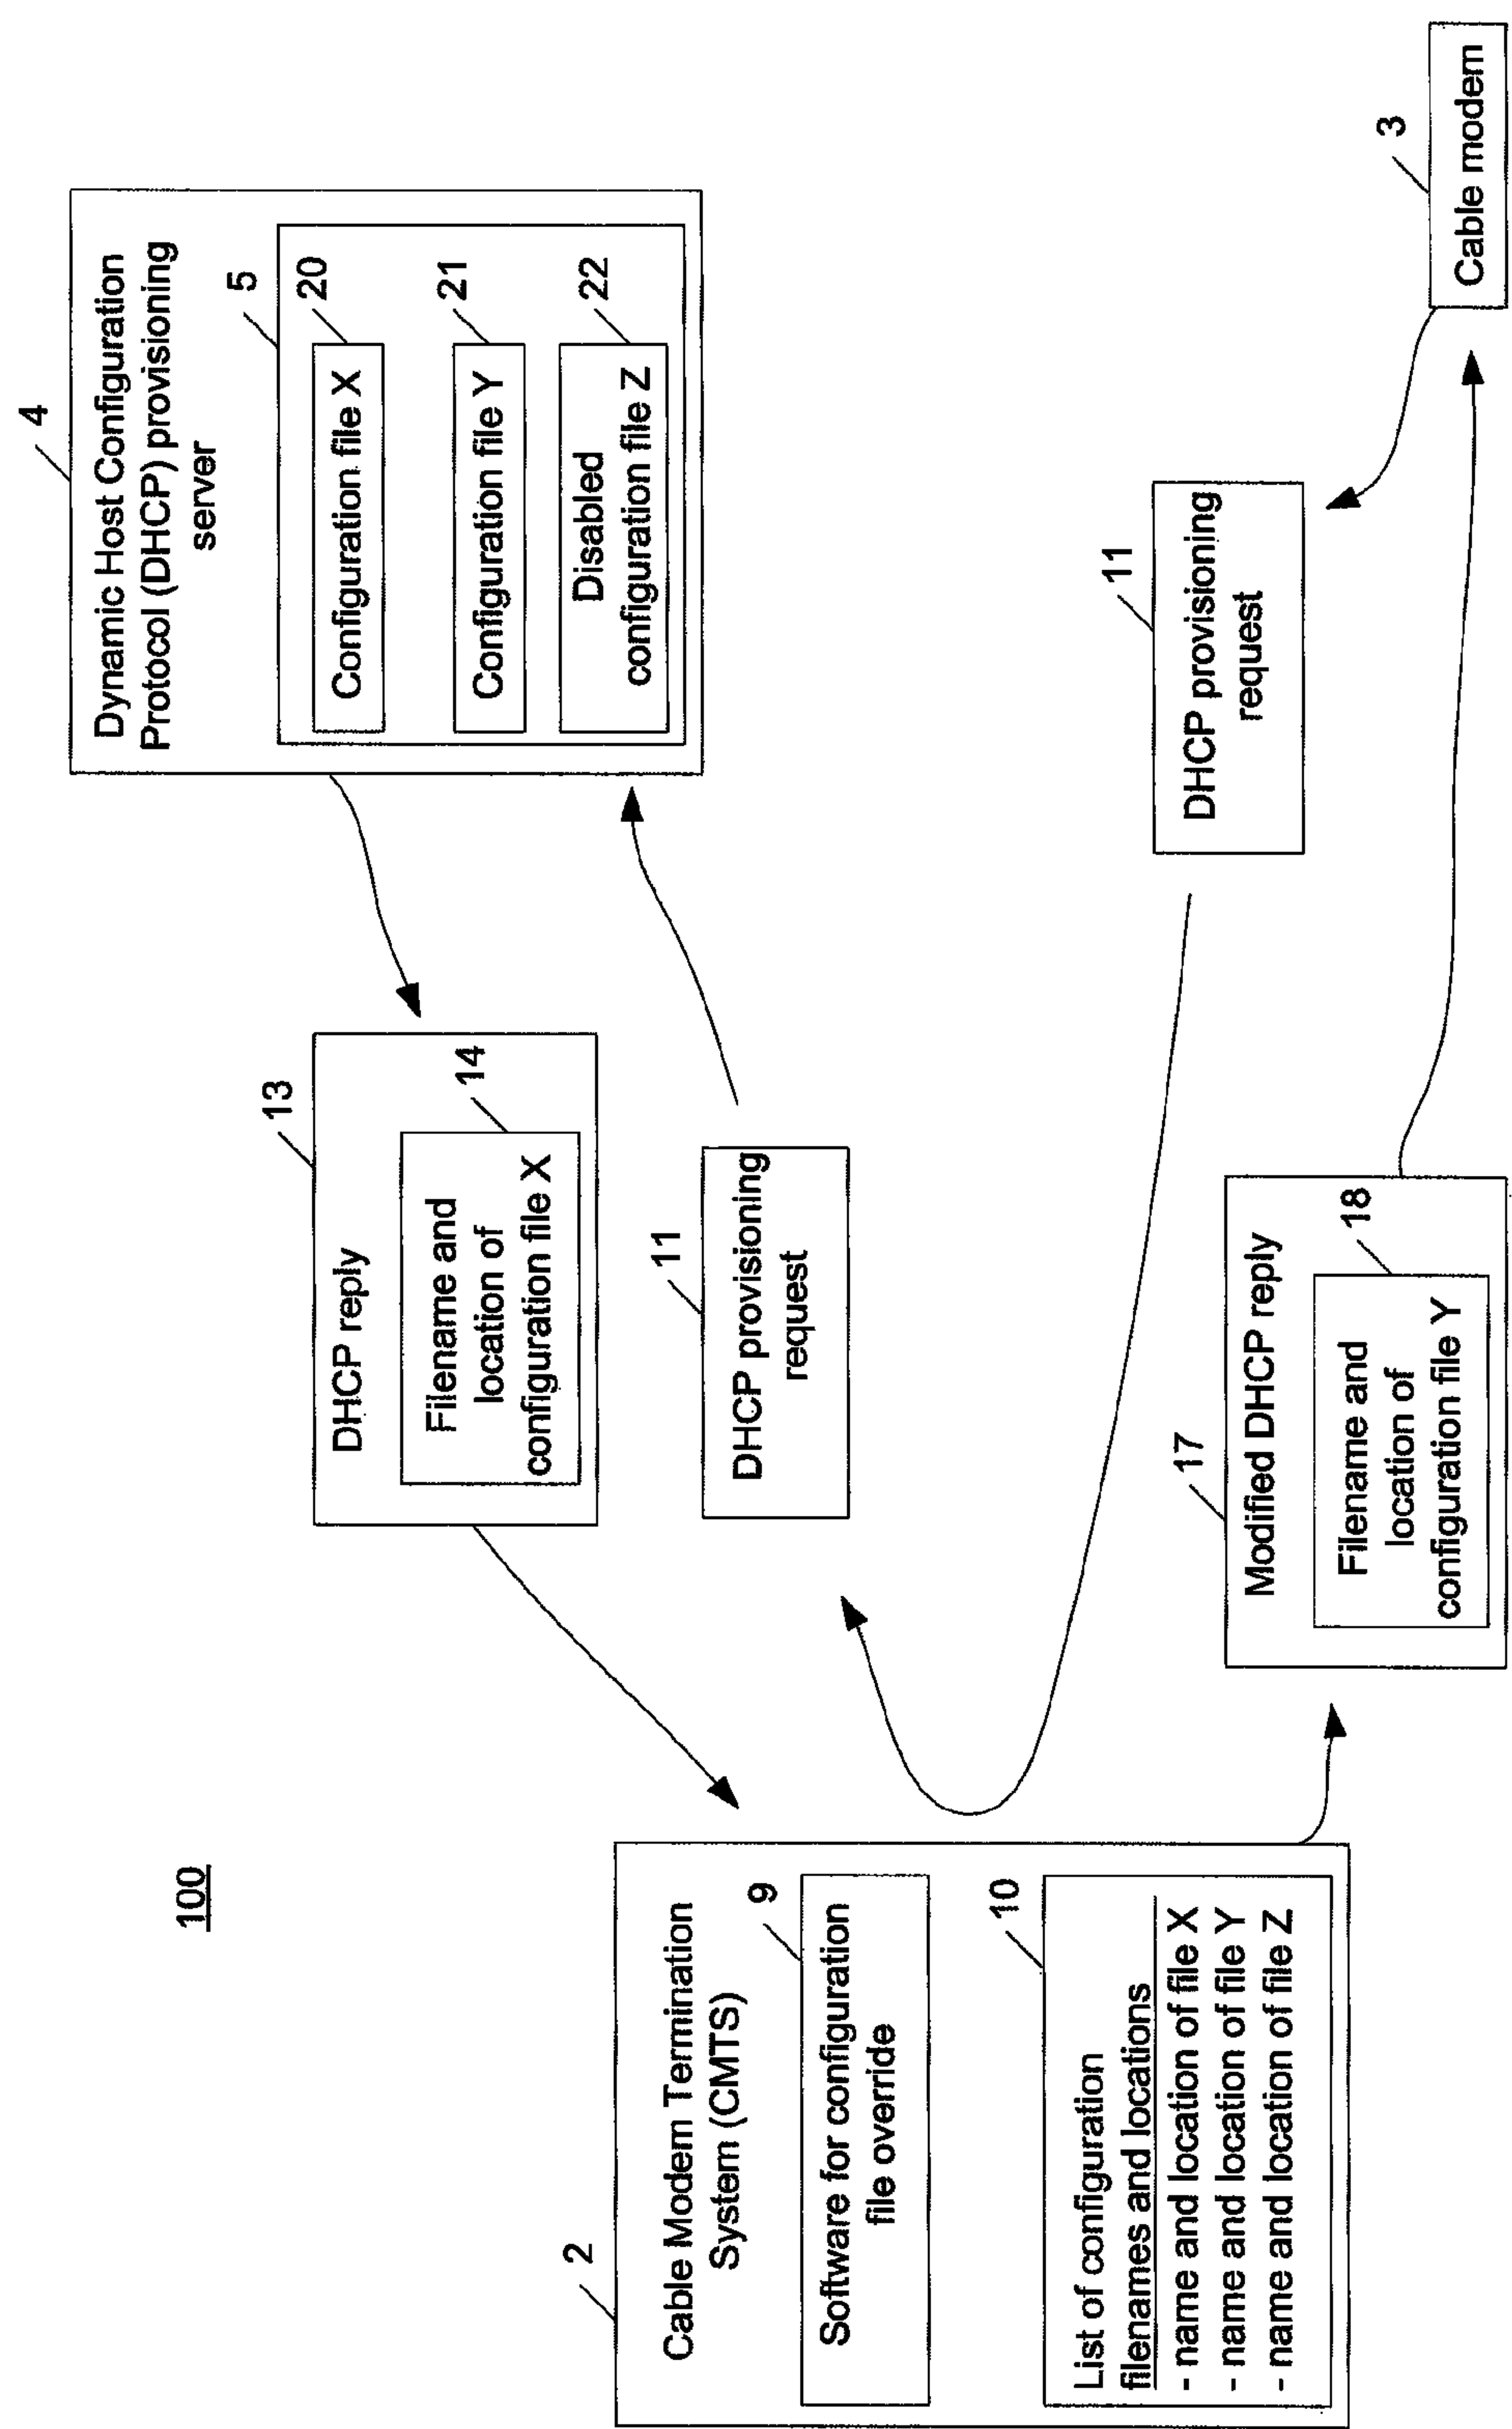 100
2
Cable Modem Termination
System (CMTS)
9
Software for configuration
file override
10
List of configuration
filenames and locations
- name and location of file X
- name and location of file Y
- name and location of file Z
13
DHCP reply
14
Filename and
location of
configuration file X
11
DHCP provisioning
request
17
Modified DHCP reply
18
Filename and
location of
configuration file Y
4
Dynamic Host Configuration
Protocol (DHCP) provisioning
server
5
20
Configuration file X
21
Configuration file Y
22
Disabled
configuration file Z
11
DHCP provisioning
request
3
Cable modem